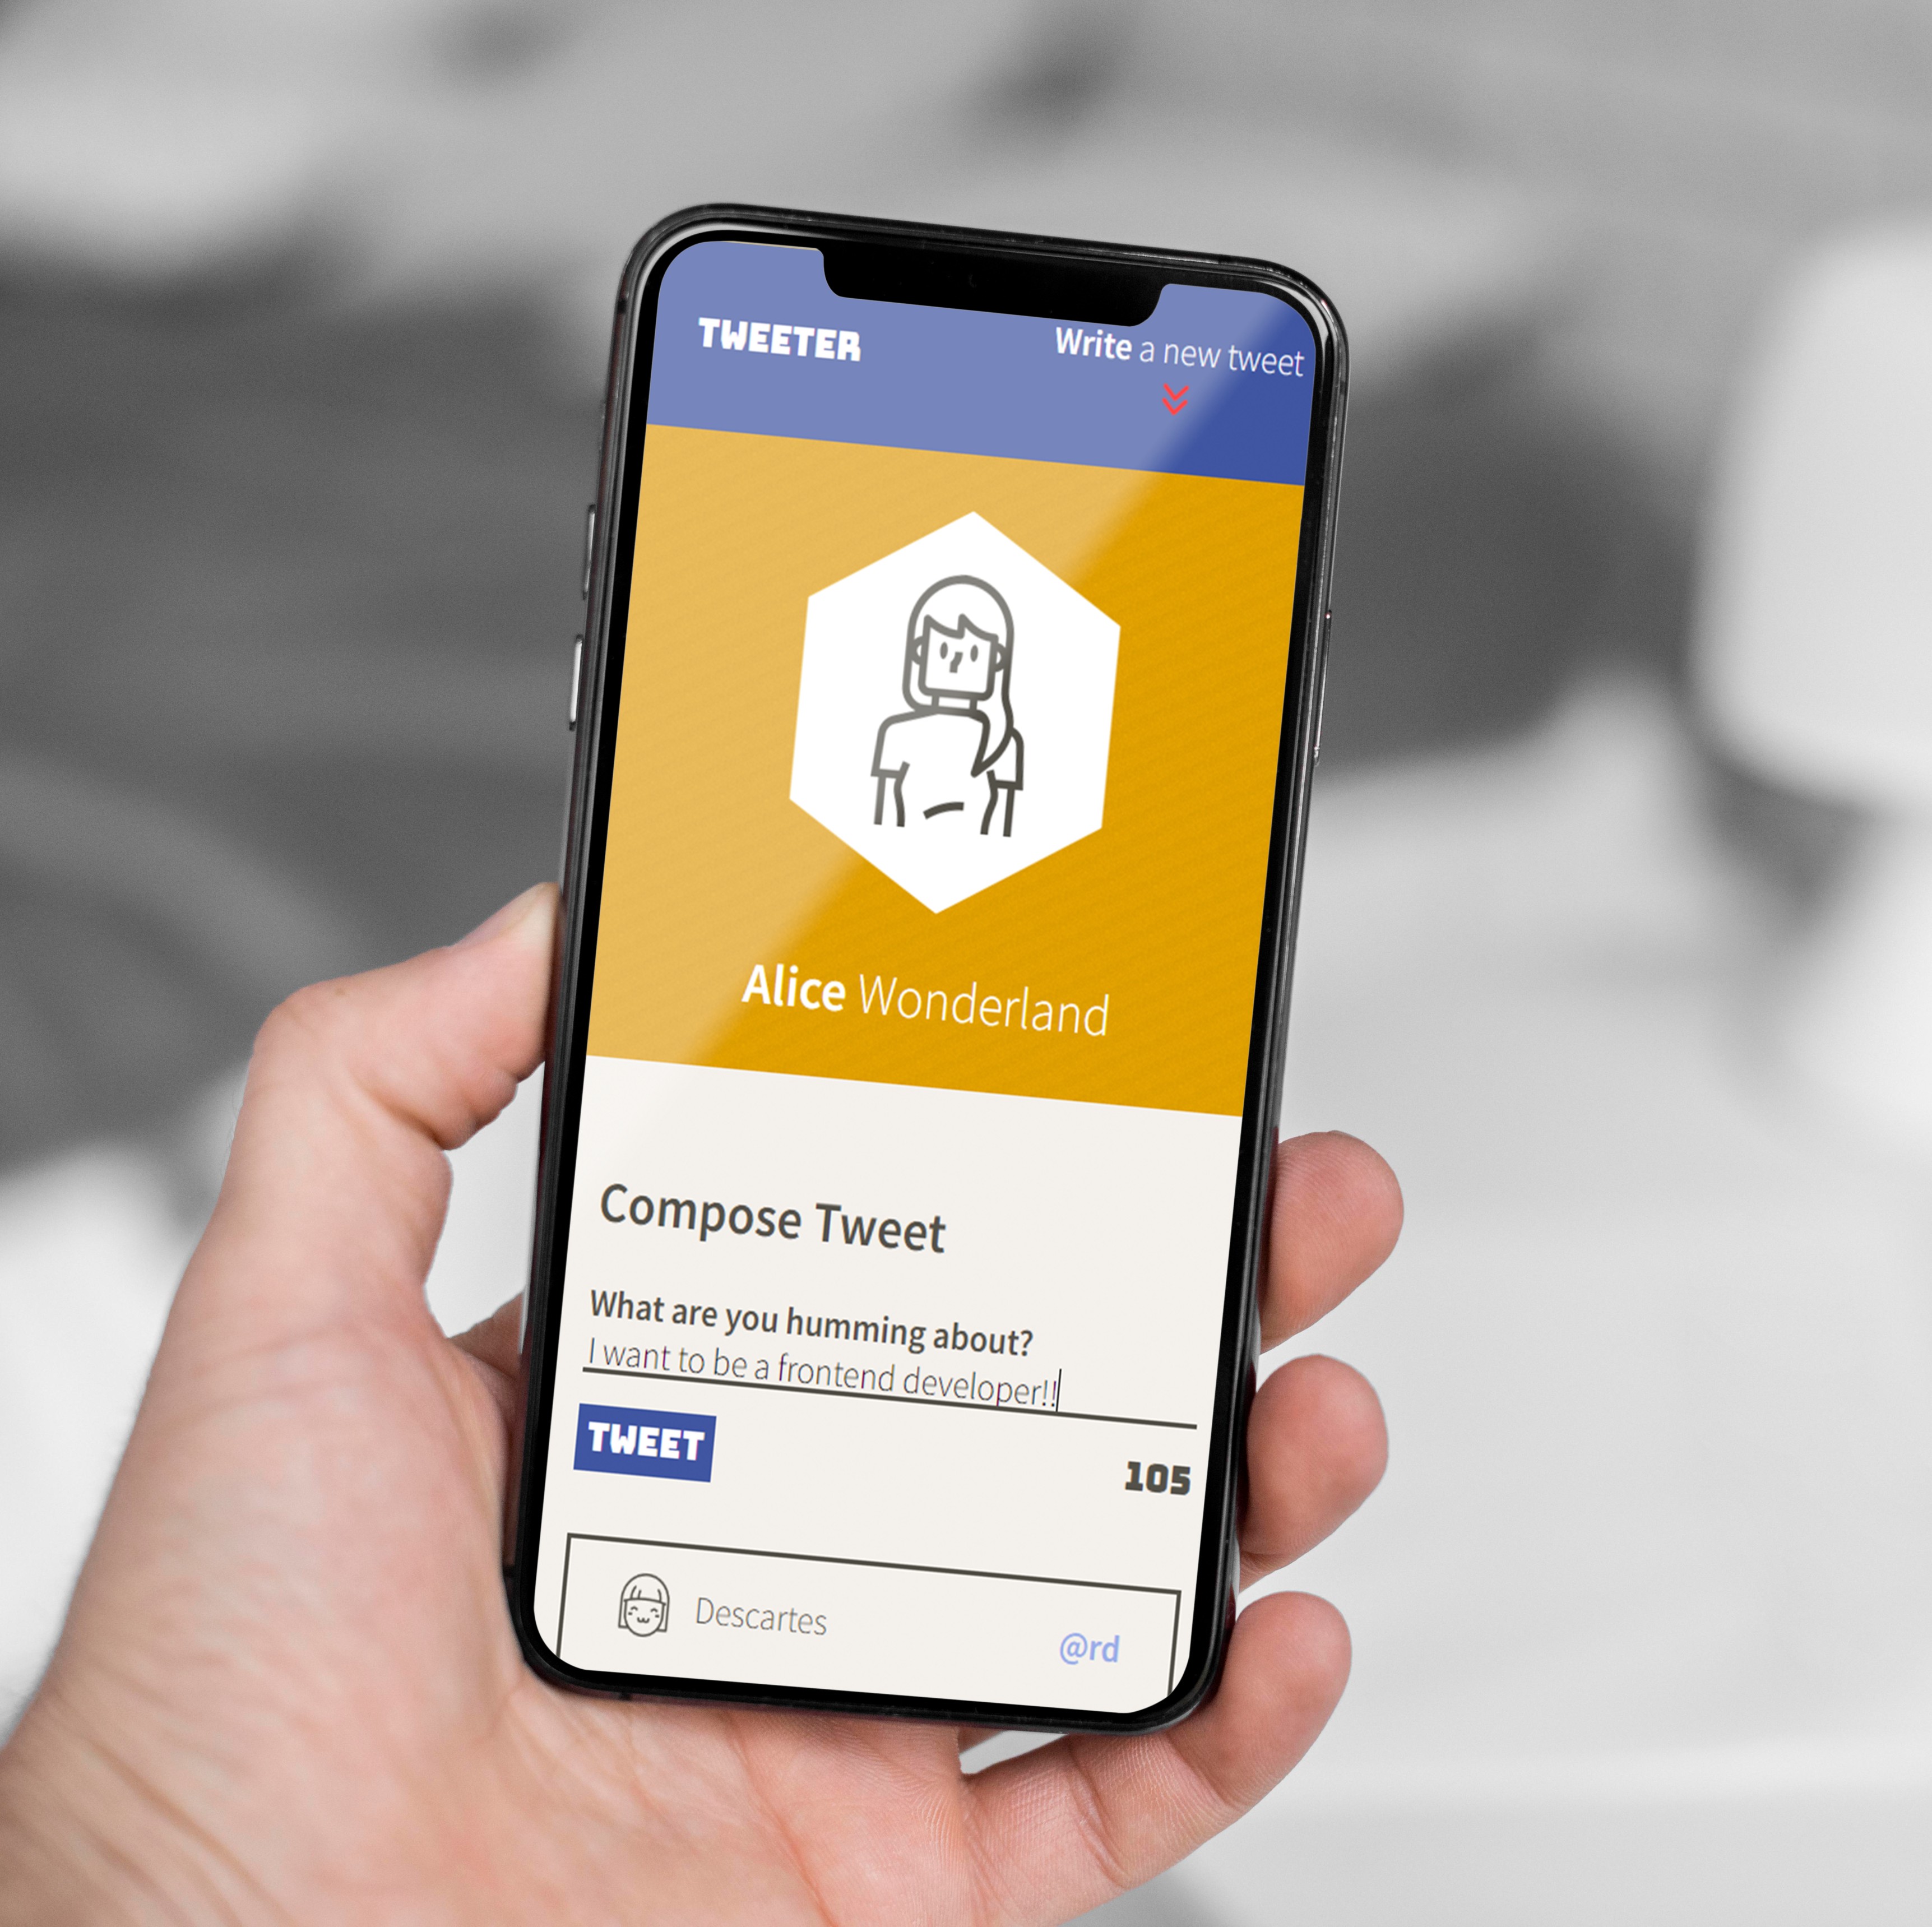 TWEETER
Write a new tweet
Alice Wonderland
Compose Tweet
What are you humming about?
I want to be a frontend developer!!
TWEET
105
Descartes
@rd